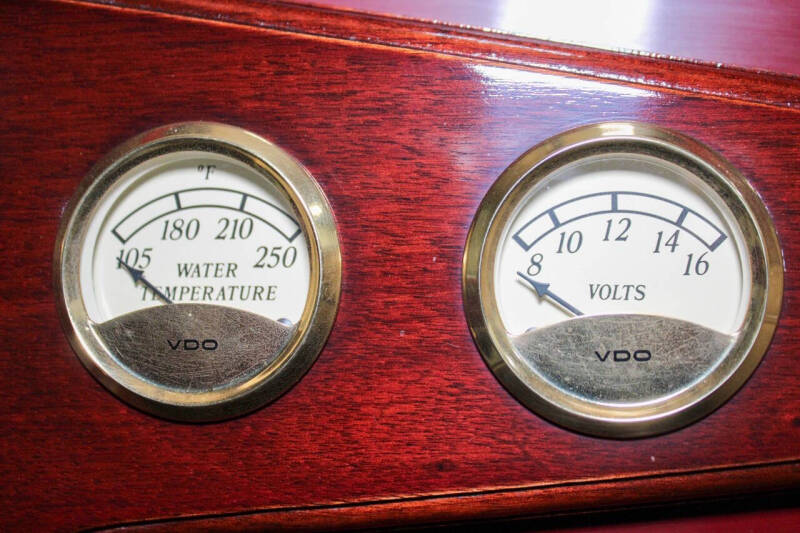 °F
105 180 210 250
WATER
TEMPERATURE
VDO
8 10 12 14 16
VOLTS
VDO